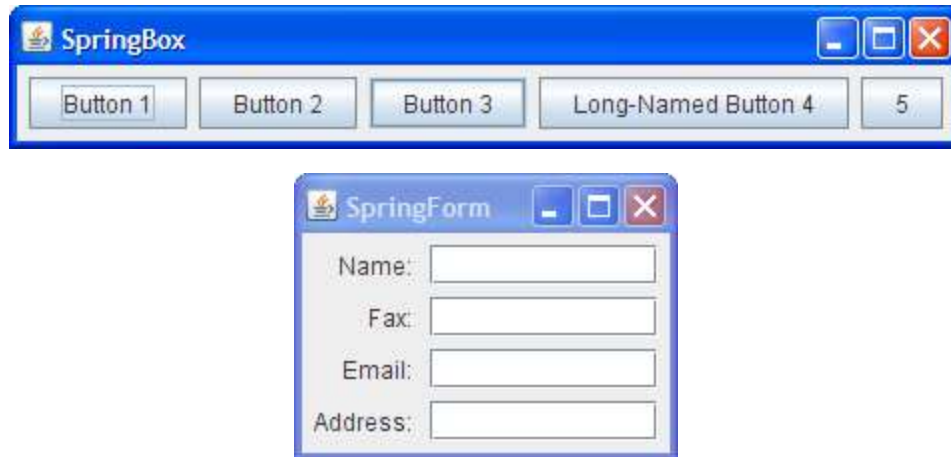 SpringBox
Button 1 Button 2 Button 3 Long-Named Button 4 5
SpringForm
Name:
Fax:
Email:
Address: